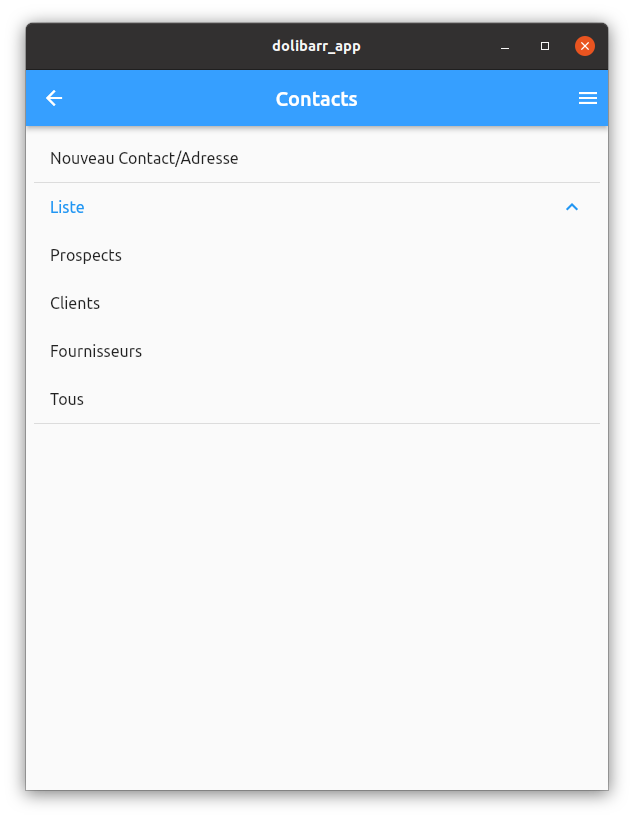 dolibarr_app
Contacts
Nouveau Contact/Adresse
Liste
Prospects
Clients
Fournisseurs
Tous